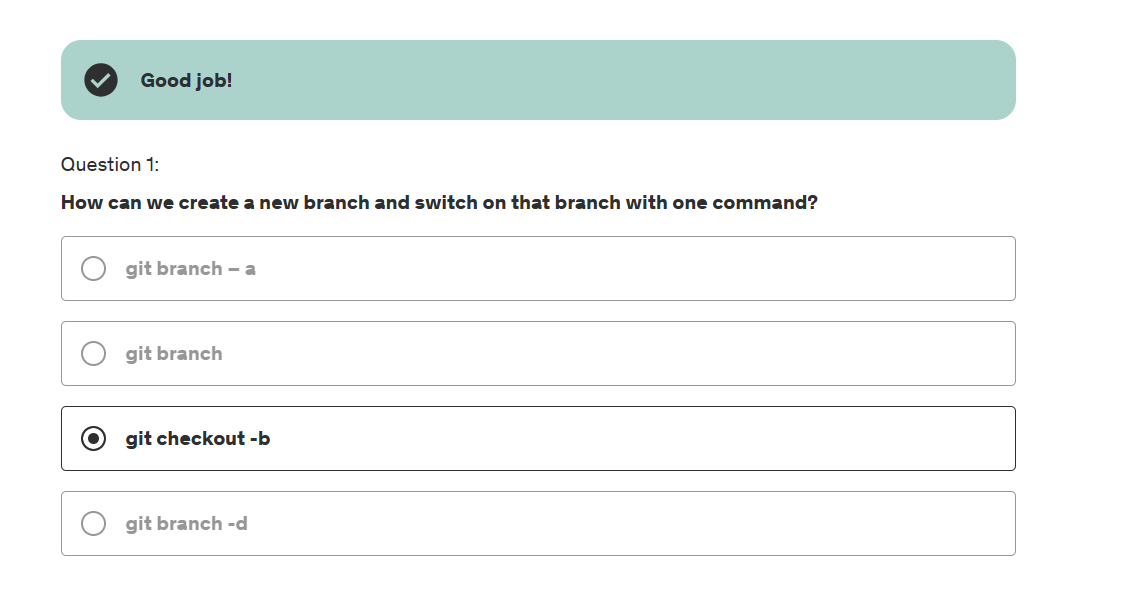 Good job!
Question 1:
How can we create a new branch and switch on that branch with one command?
git branch – a
git branch
git checkout -b
git branch -d